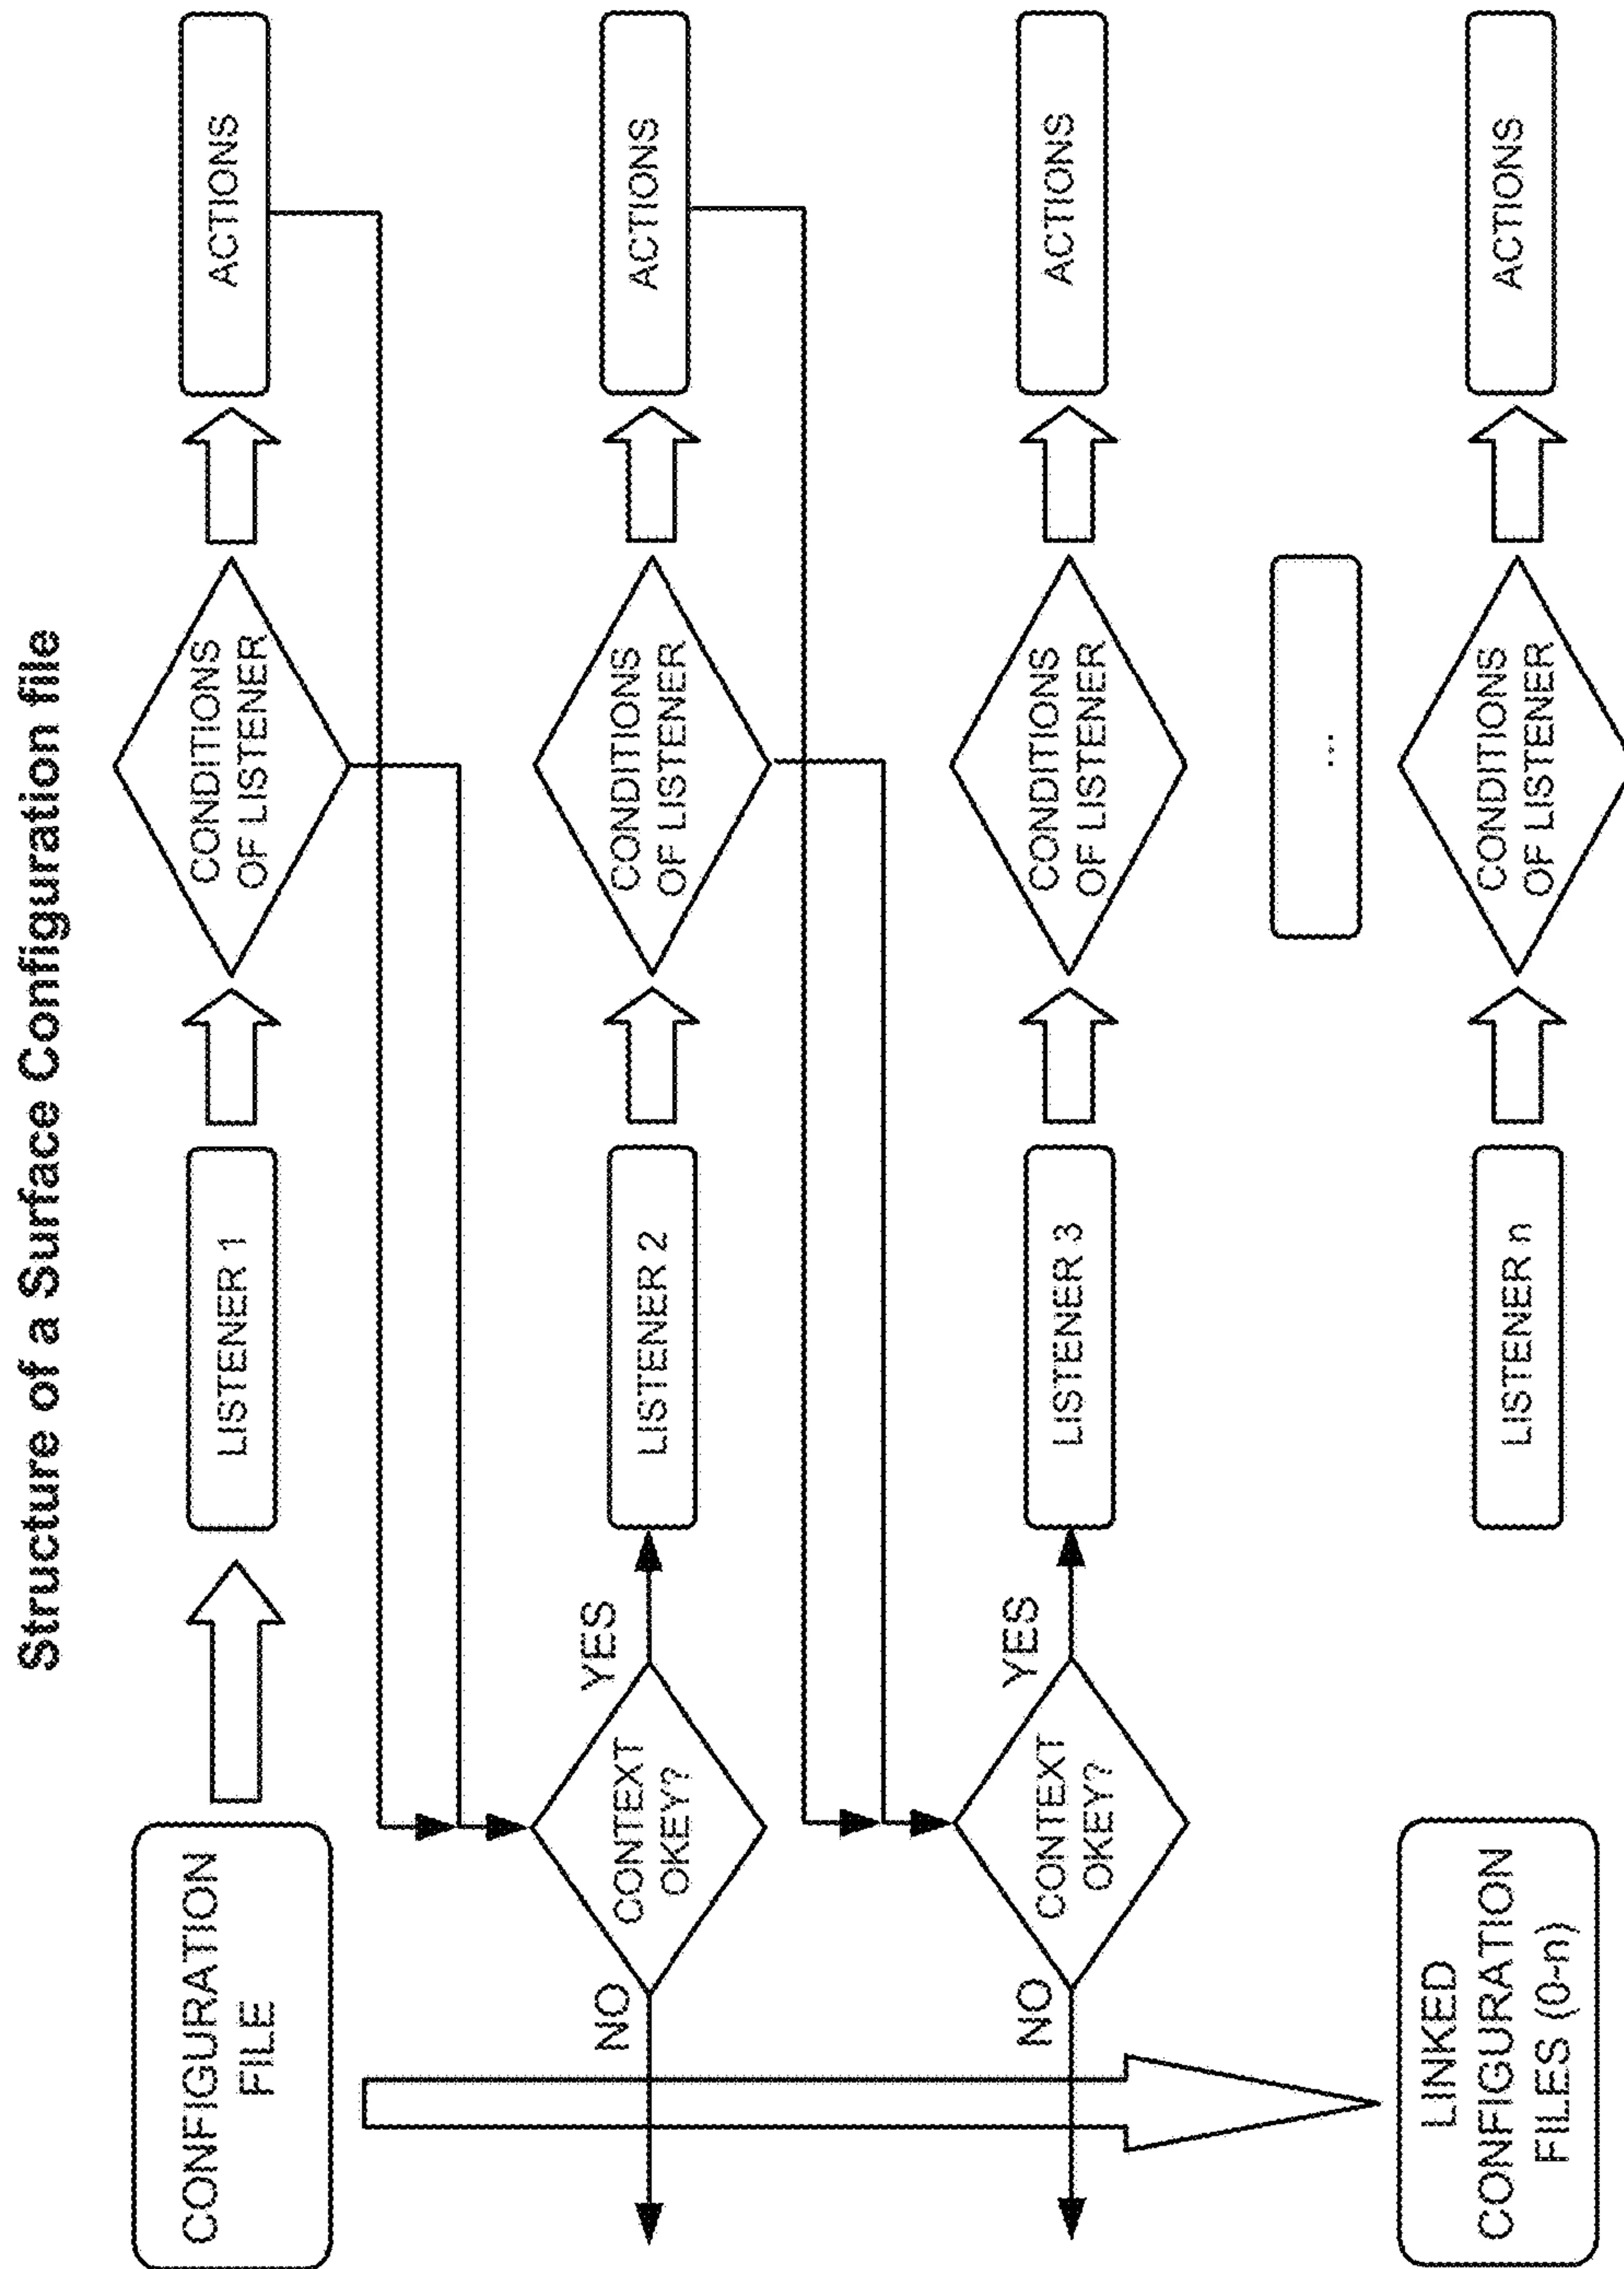 Structure of a Surface Configuration file
CONFIGURATION
FILE
LISTENER 1
CONDITIONS
OF LISTENER
ACTIONS
NO
CONTEXT
OKEY?
YES
LISTENER 2
CONDITIONS
OF LISTENER
ACTIONS
NO
CONTEXT
OKEY?
YES
LISTENER 3
CONDITIONS
OF LISTENER
ACTIONS
...
LINKED
CONFIGURATION
FILES (0-n)
LISTENER n
CONDITIONS
OF LISTENER
ACTIONS